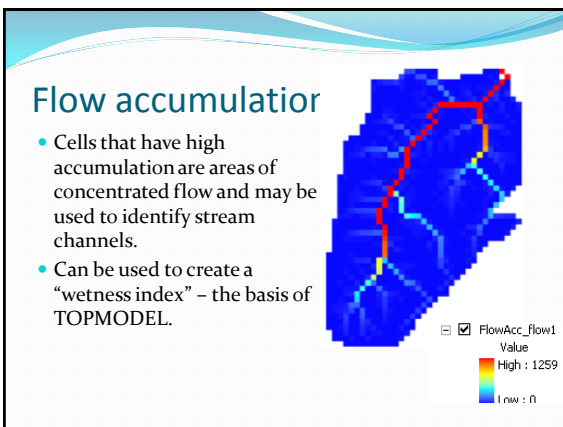 Flow accumulation
• Cells that have high
accumulation are areas of
concentrated flow and may be
used to identify stream
channels.
• Can be used to create a
“wetness index” – the basis of
TOPMODEL.
FlowAcc_flow1
Value
High : 1259
Low : 0